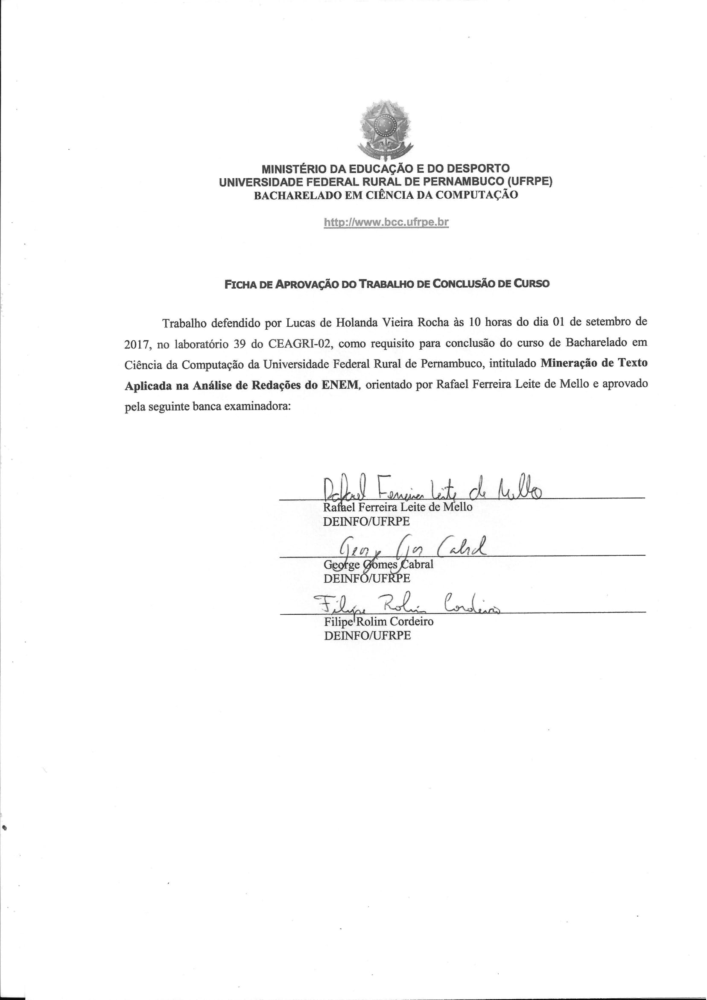 MINISTÉRIO DA EDUCAÇÃO E DO DESPORTO
UNIVERSIDADE FEDERAL RURAL DE PERNAMBUCO (UFRPE)
BACHARELADO EM CIÊNCIA DA COMPUTAÇÃO
http://www.bcc.ufrpe.br
FICHA DE APROVAÇÃO DO TRABALHO DE CONCLUSÃO DE CURSO
Trabalho defendido por Lucas de Holanda Vieira Rocha às 10 horas do dia 01 de setembro de
2017, no laboratório 39 do CEAGRI-02, como requisito para conclusão do curso de Bacharelado em
Ciência da Computação da Universidade Federal Rural de Pernambuco, intitulado Mineração de Texto
Aplicada na Análise de Redações do ENEM, orientado por Rafael Ferreira Leite de Mello e aprovado
pela seguinte banca examinadora:
Rafael Ferreira Leite de Mello
Rafael Ferreira Leite de Mello
DEINFO/UFRPE
George Cabral
George Gomes Cabral
DEINFO/UFRPE
Filipe Rolim Cordeiro
Filipe Rolim Cordeiro
DEINFO/UFRPE